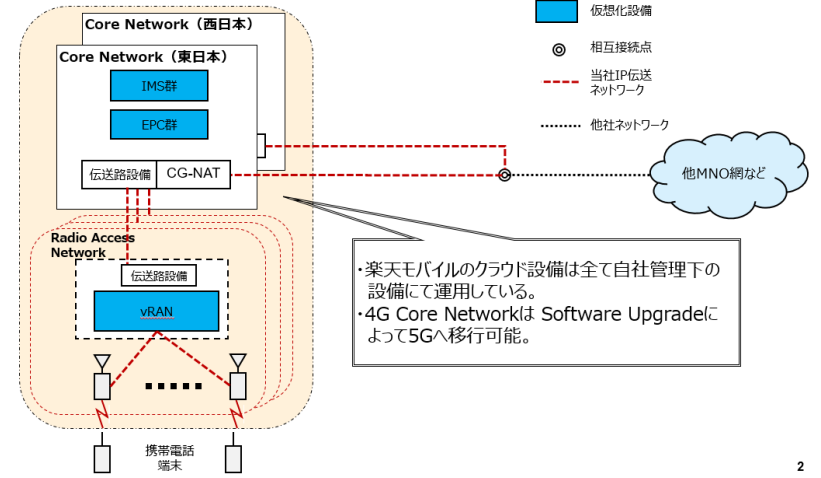 Core Network（西日本）
Core Network（東日本）
IMS群
EPC群
伝送路設備
CG-NAT
Radio Access
Network
伝送路設備
vRAN
携帯電話
端末
仮想化設備
相互接続点
当社IP伝送
ネットワーク
他社ネットワーク
他MNO網など
・楽天モバイルのクラウド設備は全て自社管理下の
設備にて運用している。
・4G Core Networkは Software Upgradeに
よって5Gへ移行可能。
2